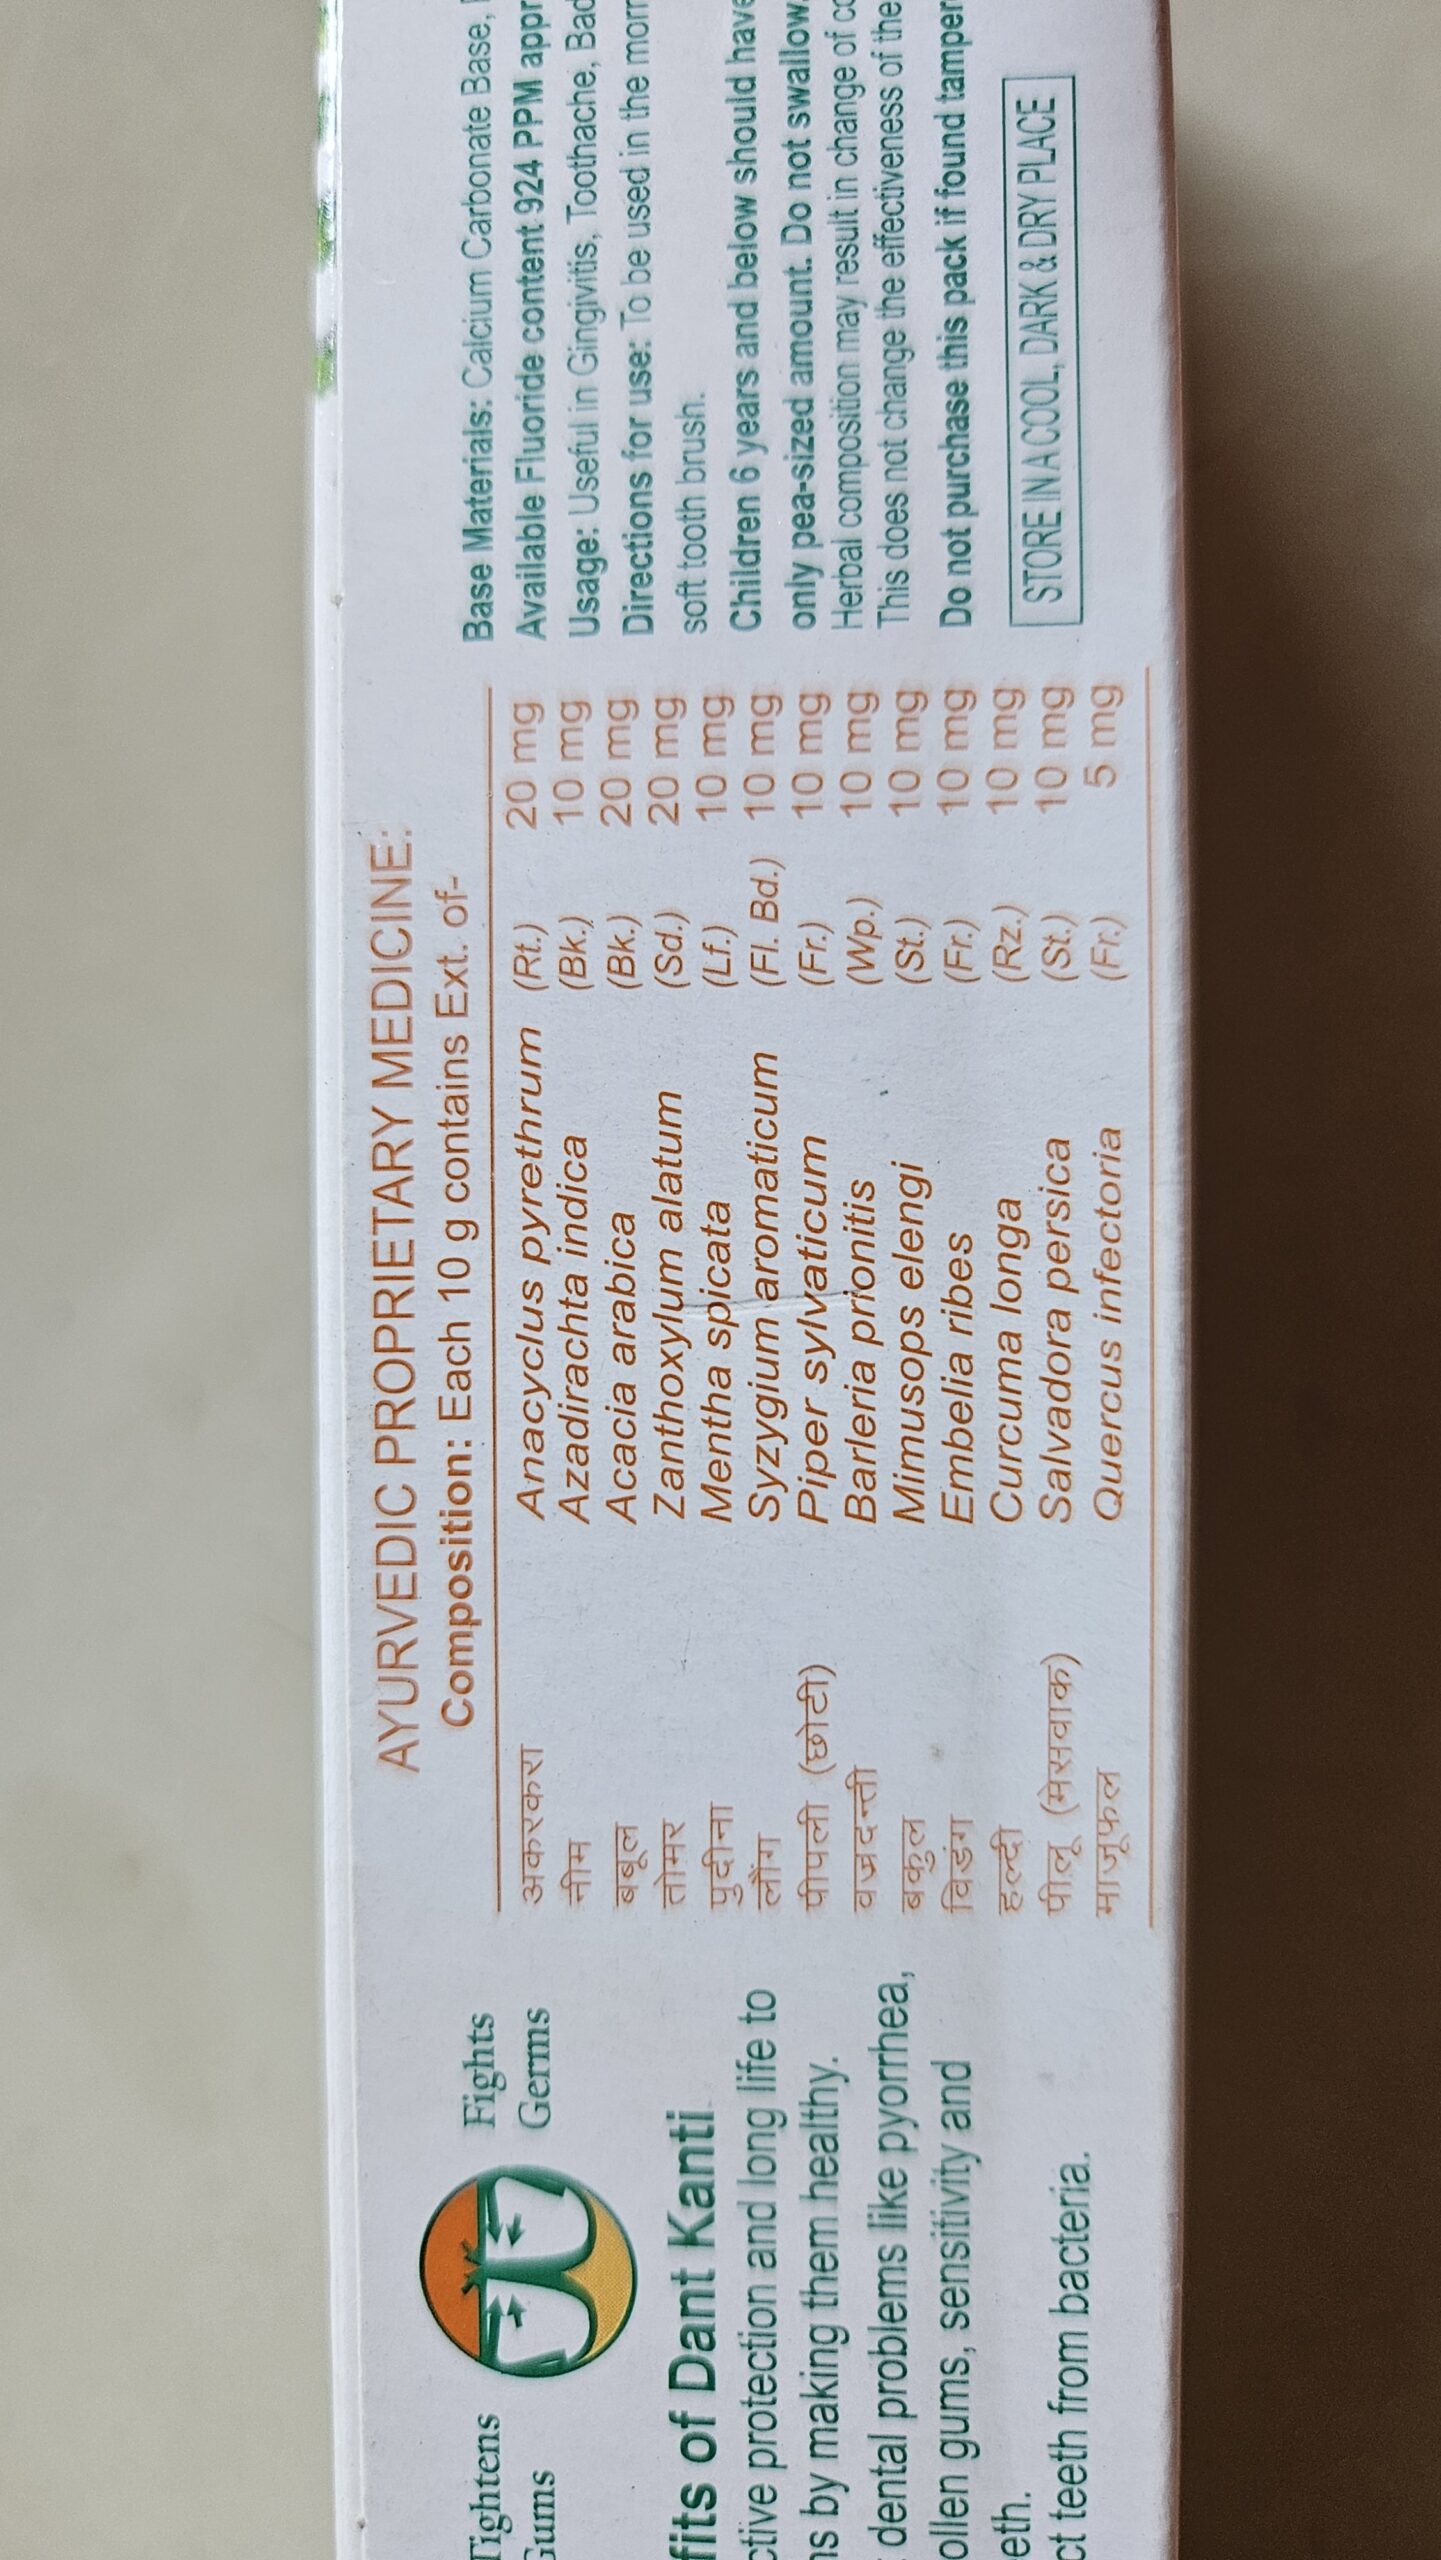 Tightens
Gums
Fights
Germs
fits of Dant Kanti
ctive protection and long life to
ns by making them healthy.
dental problems like pyorrhea,
ollen gums, sensitivity and
eeth.
ct teeth from bacteria.
AYURVEDIC PROPRIETARY MEDICINE:
Composition: Each 10 g contains Ext. of-
अकरकरा Anacyclus pyrethrum (Rt.) 20 mg
नीम Azadirachta indica (Bk.) 10 mg
बबूल Acacia arabica (Bk.) 20 mg
तोमर Zanthoxylum alatum (Sd.) 20 mg
पुदीना Mentha spicata (Lf.) 10 mg
लौंग Syzygium aromaticum (Fl. Bd.) 10 mg
पीपली (छोटी) Piper sylvaticum (Fr.) 10 mg
वज्रदन्ती Barleria prionitis (Wp.) 10 mg
बकुल Mimusops elengi (St.) 10 mg
विडंग Embelia ribes (Fr.) 10 mg
हल्दी Curcuma longa (Rz.) 10 mg
पीलू (मेसवाक) Salvadora persica (St.) 10 mg
माजूफल Quercus infectoria (Fr.) 5 mg
Base Materials: Calcium Carbonate Base,
Available Fluoride content 924 PPM appr
Usage: Useful in Gingivitis, Toothache, Bad
Directions for use: To be used in the morn
soft tooth brush.
Children 6 years and below should have
only pea-sized amount. Do not swallow.
Herbal composition may result in change of co
This does not change the effectiveness of the
Do not purchase this pack if found tamper
STORE IN A COOL, DARK & DRY PLACE